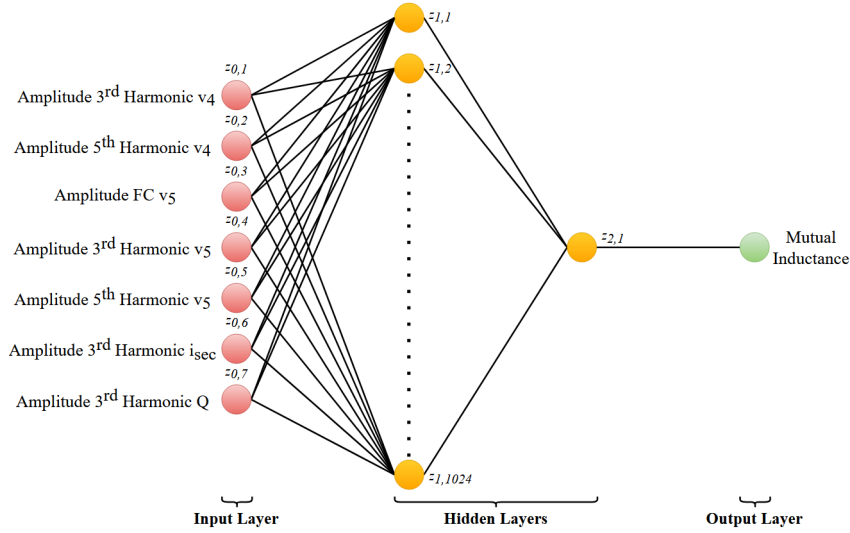 z1,1
z0,1
z1,2
Amplitude 3rd Harmonic v4
z0,2
Amplitude 5th Harmonic v4
z0,3
Amplitude FC v5
z0,4
Amplitude 3rd Harmonic v5
z0,5
Amplitude 5th Harmonic v5
z0,6
Amplitude 3rd Harmonic isec
z0,7
Amplitude 3rd Harmonic Q
z2,1
Mutual
Inductance
z1,1024
Input Layer
Hidden Layers
Output Layer